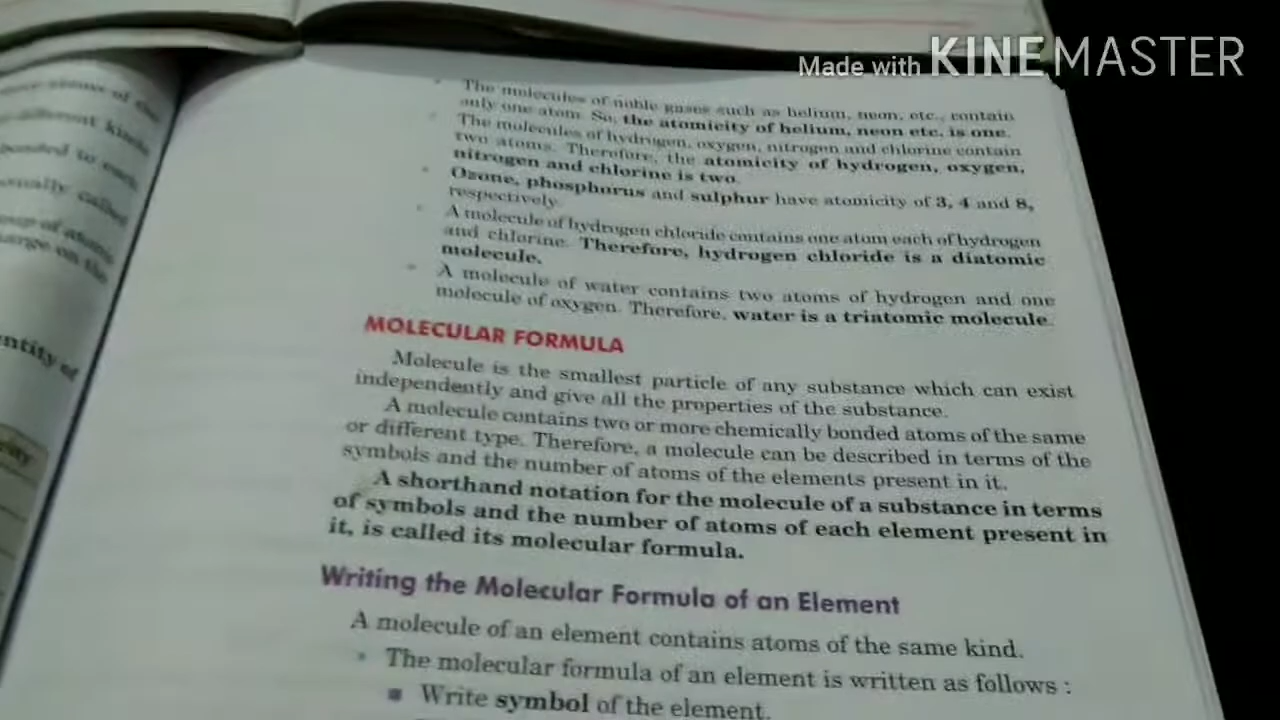 Made with KINEMASTER
The molecules of noble gases such as helium, neon, etc., contain
only one atom. So, the atomicity of helium, neon etc. is one.
The molecules of hydrogen, oxygen, nitrogen and chlorine contain
two atoms. Therefore, the atomicity of hydrogen, oxygen,
nitrogen and chlorine is two.
Ozone, phosphorus and sulphur have atomicity of 3, 4 and 8,
respectively.
A molecule of hydrogen chloride contains one atom each of hydrogen
and chlorine. Therefore, hydrogen chloride is a diatomic
molecule.
A molecule of water contains two atoms of hydrogen and one
molecule of oxygen. Therefore, water is a triatomic molecule.
MOLECULAR FORMULA
Molecule is the smallest particle of any substance which can exist
independently and give all the properties of the substance.
A molecule contains two or more chemically bonded atoms of the same
or different type. Therefore, a molecule can be described in terms of the
symbols and the number of atoms of the elements present in it.
A shorthand notation for the molecule of a substance in terms
of symbols and the number of atoms of each element present in
it, is called its molecular formula.
Writing the Molecular Formula of an Element
A molecule of an element contains atoms of the same kind.
The molecular formula of an element is written as follows :
Write symbol of the element.